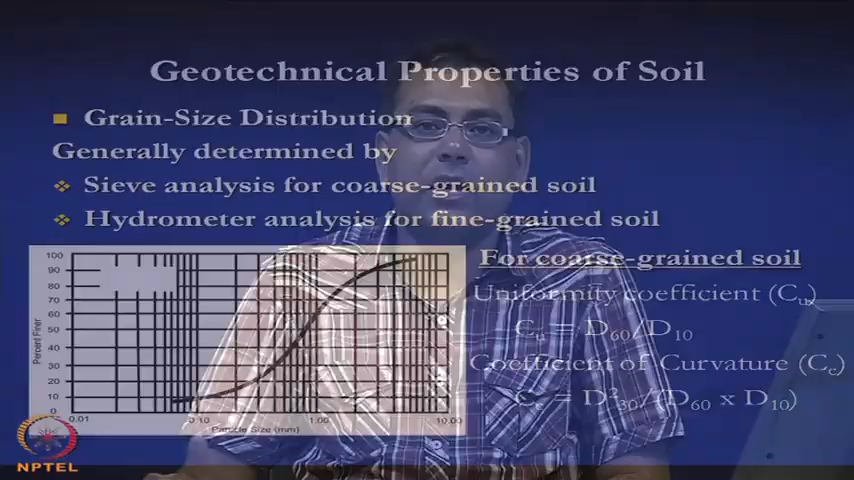 Geotechnical Properties of Soil
Grain-Size Distribution
Generally determined by
Sieve analysis for coarse-grained soil
Hydrometer analysis for fine-grained soil
For coarse-grained soil
Uniformity coefficient (Cu)
Cu = D60/D10
Coefficient of Curvature (Cc)
Cc = D²30/(D60 x D10)
100
90
80
70
60
50
40
30
20
10
0
Percent Finer
0.01 0.10 1.00 10.00
Particle Size (mm)
NPTEL